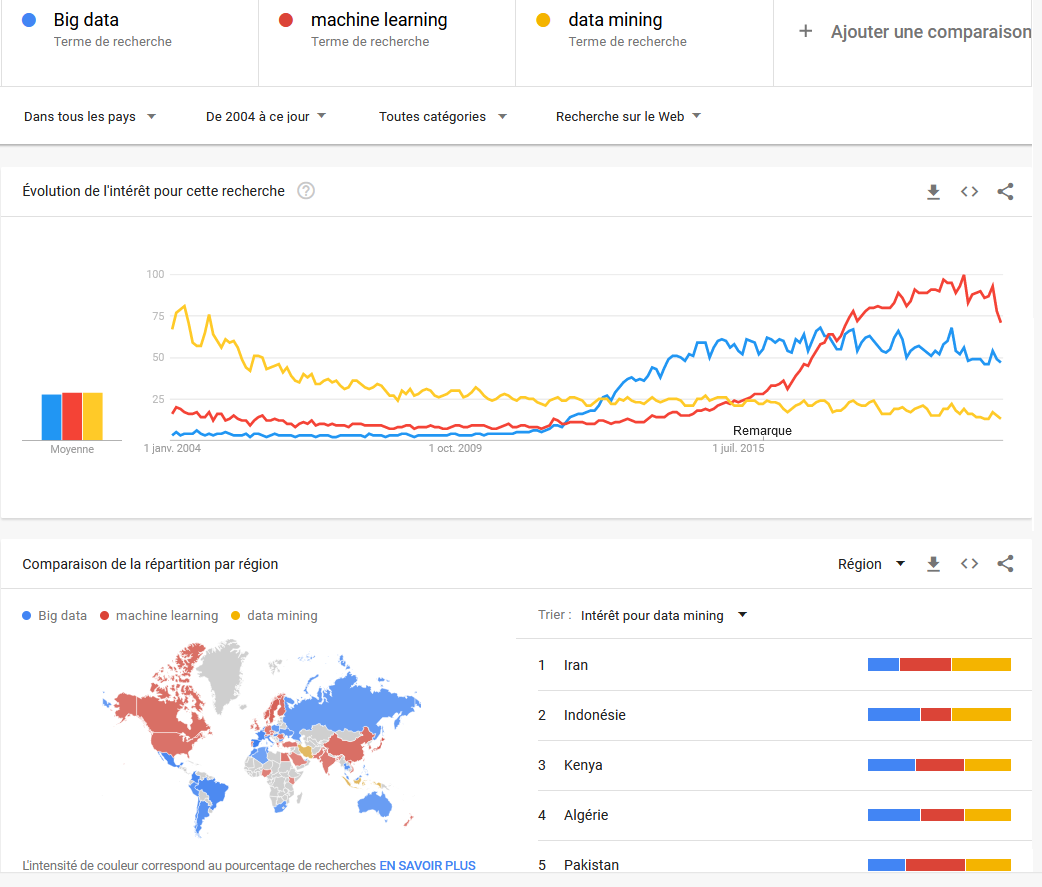 Big data
Terme de recherche
machine learning
Terme de recherche
data mining
Terme de recherche
+ Ajouter une comparaison
Dans tous les pays
De 2004 à ce jour
Toutes catégories
Recherche sur le Web
Évolution de l'intérêt pour cette recherche ?
100
75
50
25
Moyenne
1 janv. 2004
1 oct. 2009
1 juil. 2015
Remarque
Comparaison de la répartition par région
Région
Big data machine learning data mining
Trier : Intérêt pour data mining
1 Iran
2 Indonésie
3 Kenya
4 Algérie
5 Pakistan
L'intensité de couleur correspond au pourcentage de recherches EN SAVOIR PLUS